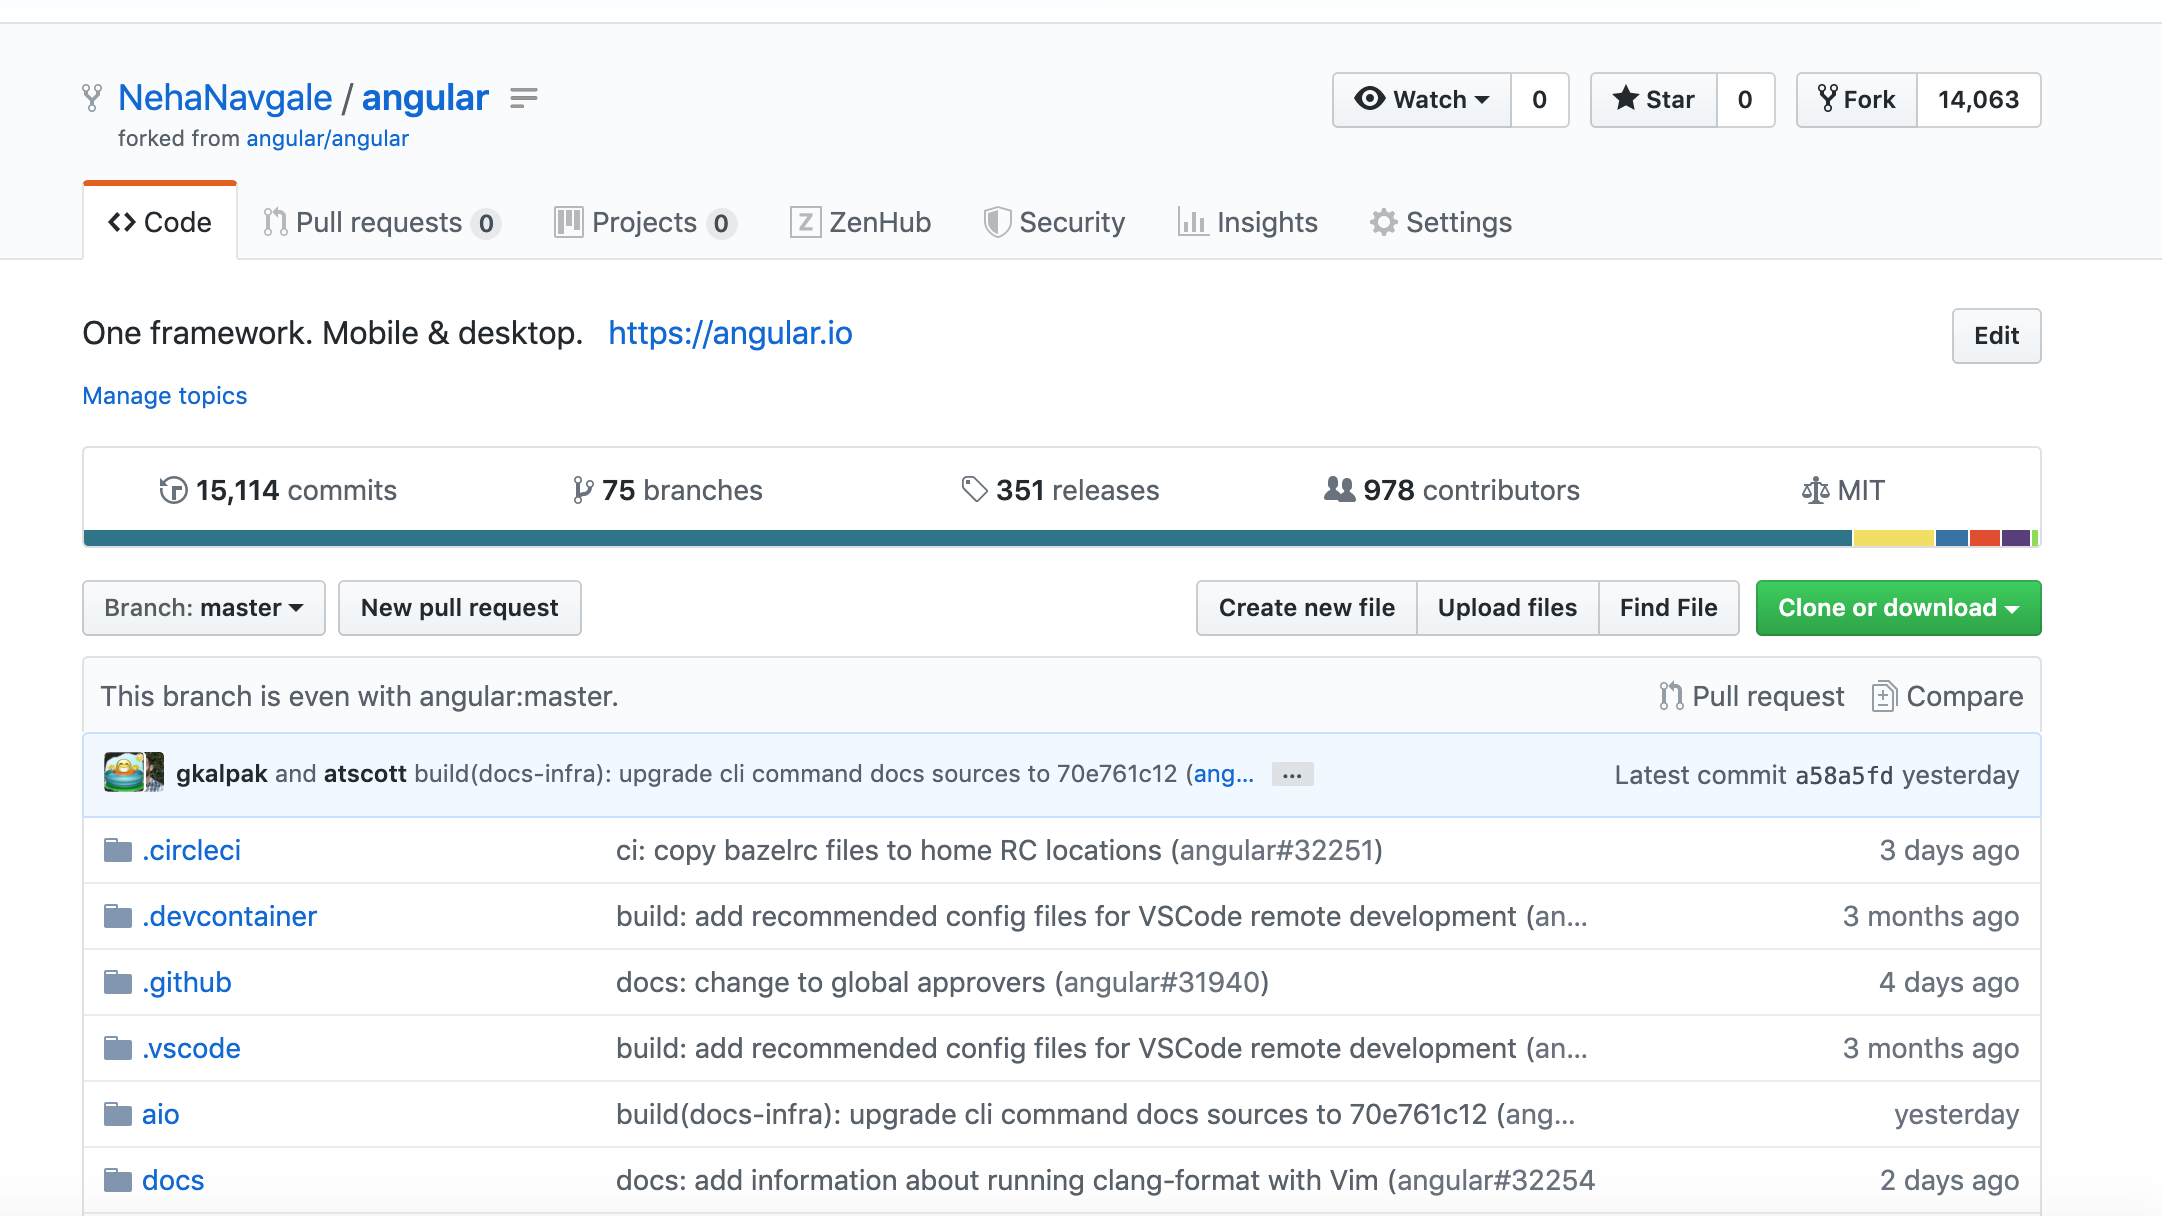 NehaNavgale / angular
Watch 0 Star 0 Fork 14,063
forked from angular/angular
Code Pull requests 0 Projects 0 Z ZenHub Security Insights Settings
One framework. Mobile & desktop. https://angular.io
Edit
Manage topics
15,114 commits 75 branches 351 releases 978 contributors MIT
Branch: master New pull request Create new file Upload files Find File Clone or download
This branch is even with angular:master. Pull request Compare
gkalpak and atscott build(docs-infra): upgrade cli command docs sources to 70e761c12 (ang... ... Latest commit a58a5fd yesterday
.circleci ci: copy bazelrc files to home RC locations (angular#32251) 3 days ago
.devcontainer build: add recommended config files for VSCode remote development (an... 3 months ago
.github docs: change to global approvers (angular#31940) 4 days ago
.vscode build: add recommended config files for VSCode remote development (an... 3 months ago
aio build(docs-infra): upgrade cli command docs sources to 70e761c12 (ang... yesterday
docs docs: add information about running clang-format with Vim (angular#32254 2 days ago